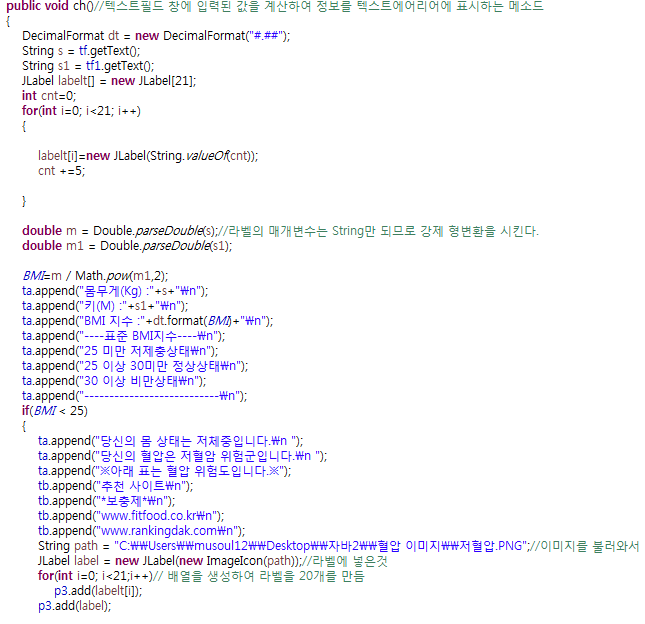 public void ch()//텍스트필드 창에 입력된 값을 계산하여 정보를 텍스트에어리어에 표시하는 메소드
{
DecimalFormat dt = new DecimalFormat("#.##");
String s = tf.getText();
String s1 = tf1.getText();
JLabel labelt[] = new JLabel[21];
int cnt=0;
for(int i=0; i<21; i++)
{
labelt[i]=new JLabel(String.valueOf(cnt));
cnt +=5;
}
double m = Double.parseDouble(s);//라벨의 매개변수는 String만 되므로 강제 형변환을 시킨다.
double m1 = Double.parseDouble(s1);
BMI=m / Math.pow(m1,2);
ta.append("몸무게(Kg) :"+s+"₩n");
ta.append("키(M) :"+s1+"₩n");
ta.append("BMI 지수 :"+dt.format(BMI)+"₩n");
ta.append("----표준 BMI지수----₩n");
ta.append("25 미만 저체중상태₩n");
ta.append("25 이상 30미만 정상상태₩n");
ta.append("30 이상 비만상태₩n");
ta.append("---------------------------₩n");
if(BMI < 25)
{
ta.append("당신의 몸 상태는 저체중입니다.₩n ");
ta.append("당신의 혈압은 저혈압 위험군입니다.₩n ");
ta.append("※아래 표는 혈압 위험도입니다.※");
tb.append("추천 사이트₩n");
tb.append("*보충제*₩n");
tb.append("www.fitfood.co.kr₩n");
tb.append("www.rankingdak.com₩n");
String path = "C:₩₩Users₩₩musoul12₩₩Desktop₩₩자바2₩₩혈압 이미지₩₩저혈압.PNG";//이미지를 불러와서
JLabel label = new JLabel(new ImageIcon(path));//라벨에 넣은것
for(int i=0; i<21;i++)// 배열을 생성하여 라벨을 20개를 만듬
p3.add(labelt[i]);
p3.add(label);